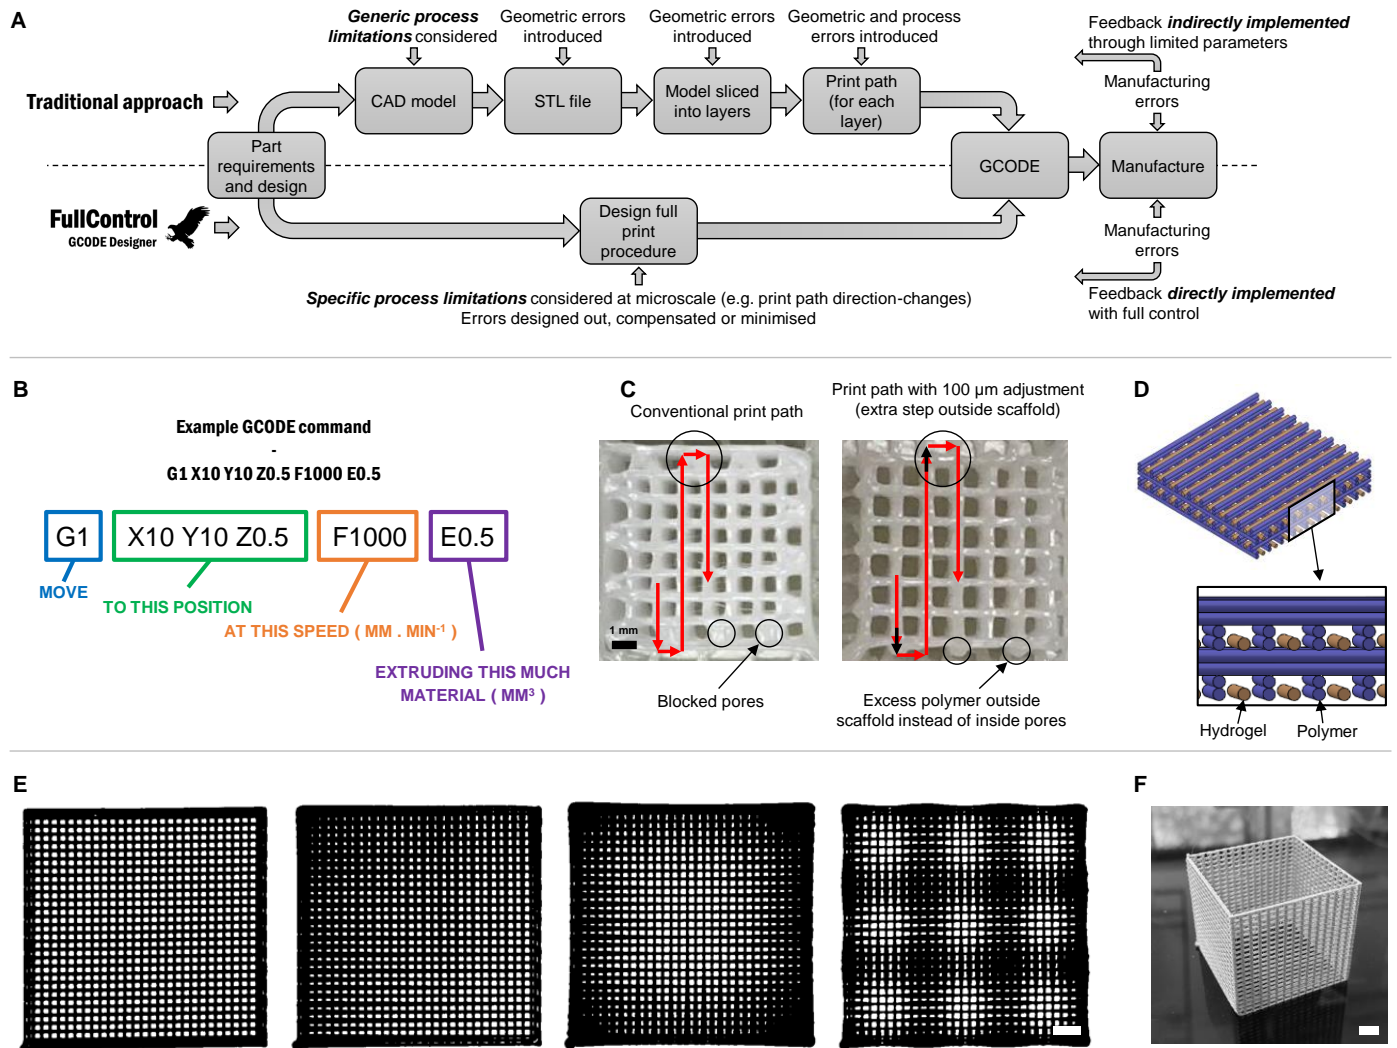 A
Generic process
limitations considered
Geometric errors
introduced
Geometric errors
introduced
Geometric and process
errors introduced
Feedback indirectly implemented
through limited parameters
Manufacturing
errors
Traditional approach
CAD model
STL file
Model sliced
into layers
Print path
(for each
layer)
Part
requirements
and design
GCODE
Manufacture
FullControl
GCODE Designer
Design full
print
procedure
Manufacturing
errors
Specific process limitations considered at microscale (e.g. print path direction-changes)
Errors designed out, compensated or minimised
Feedback directly implemented
with full control
B
Example GCODE command
-
G1 X10 Y10 Z0.5 F1000 E0.5
G1
X10 Y10 Z0.5
F1000
E0.5
MOVE
TO THIS POSITION
AT THIS SPEED ( MM . MIN-1 )
EXTRUDING THIS MUCH
MATERIAL ( MM3 )
C
Conventional print path
Print path with 100 µm adjustment
(extra step outside scaffold)
1 mm
Blocked pores
Excess polymer outside
scaffold instead of inside pores
D
Hydrogel
Polymer
E
F